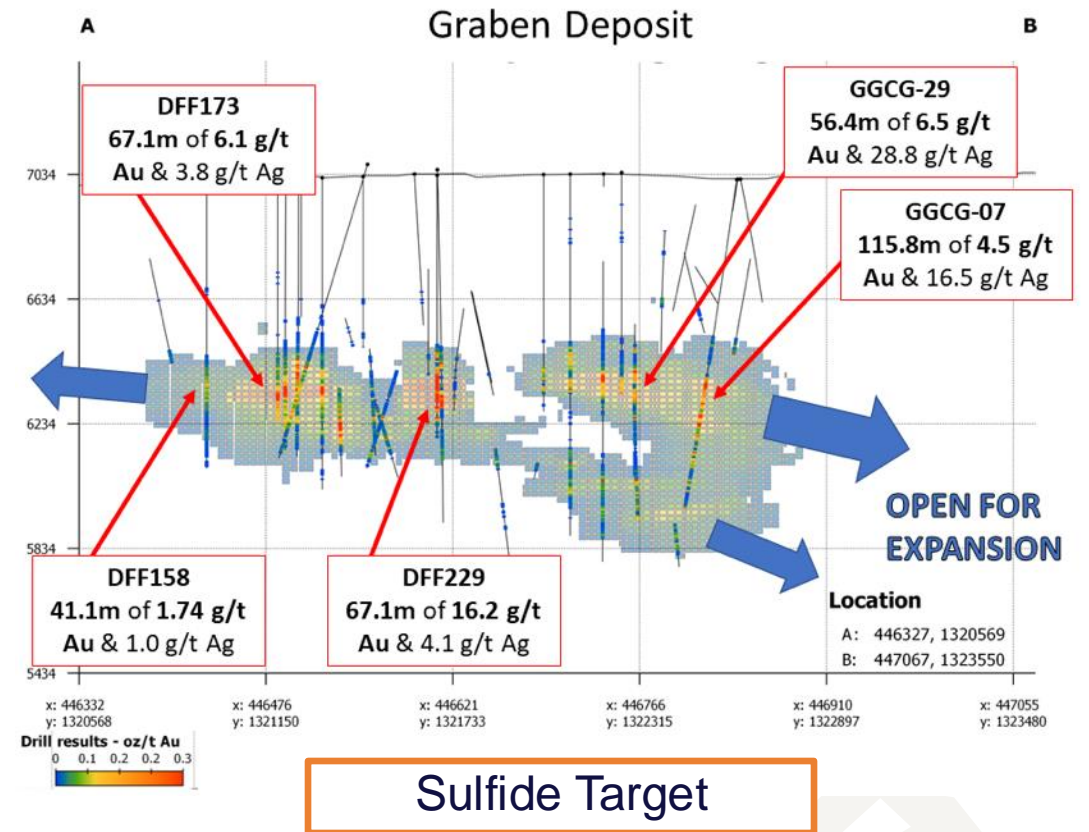 A
Graben Deposit
B
DFF173
67.1m of 6.1 g/t
Au & 3.8 g/t Ag
GGCG-29
56.4m of 6.5 g/t
Au & 28.8 g/t Ag
GGCG-07
115.8m of 4.5 g/t
Au & 16.5 g/t Ag
7034
6634
6234
5834
5434
OPEN FOR
EXPANSION
DFF158
41.1m of 1.74 g/t
Au & 1.0 g/t Ag
DFF229
67.1m of 16.2 g/t
Au & 4.1 g/t Ag
Location
A: 446327, 1320569
B: 447067, 1323550
x: 446332
y: 1320568
x: 446476
y: 1321150
x: 446621
y: 1321733
x: 446766
y: 1322315
x: 446910
y: 1322897
x: 447055
y: 1323480
Drill results - oz/t Au
0 0.1 0.2 0.2 0.3
Sulfide Target